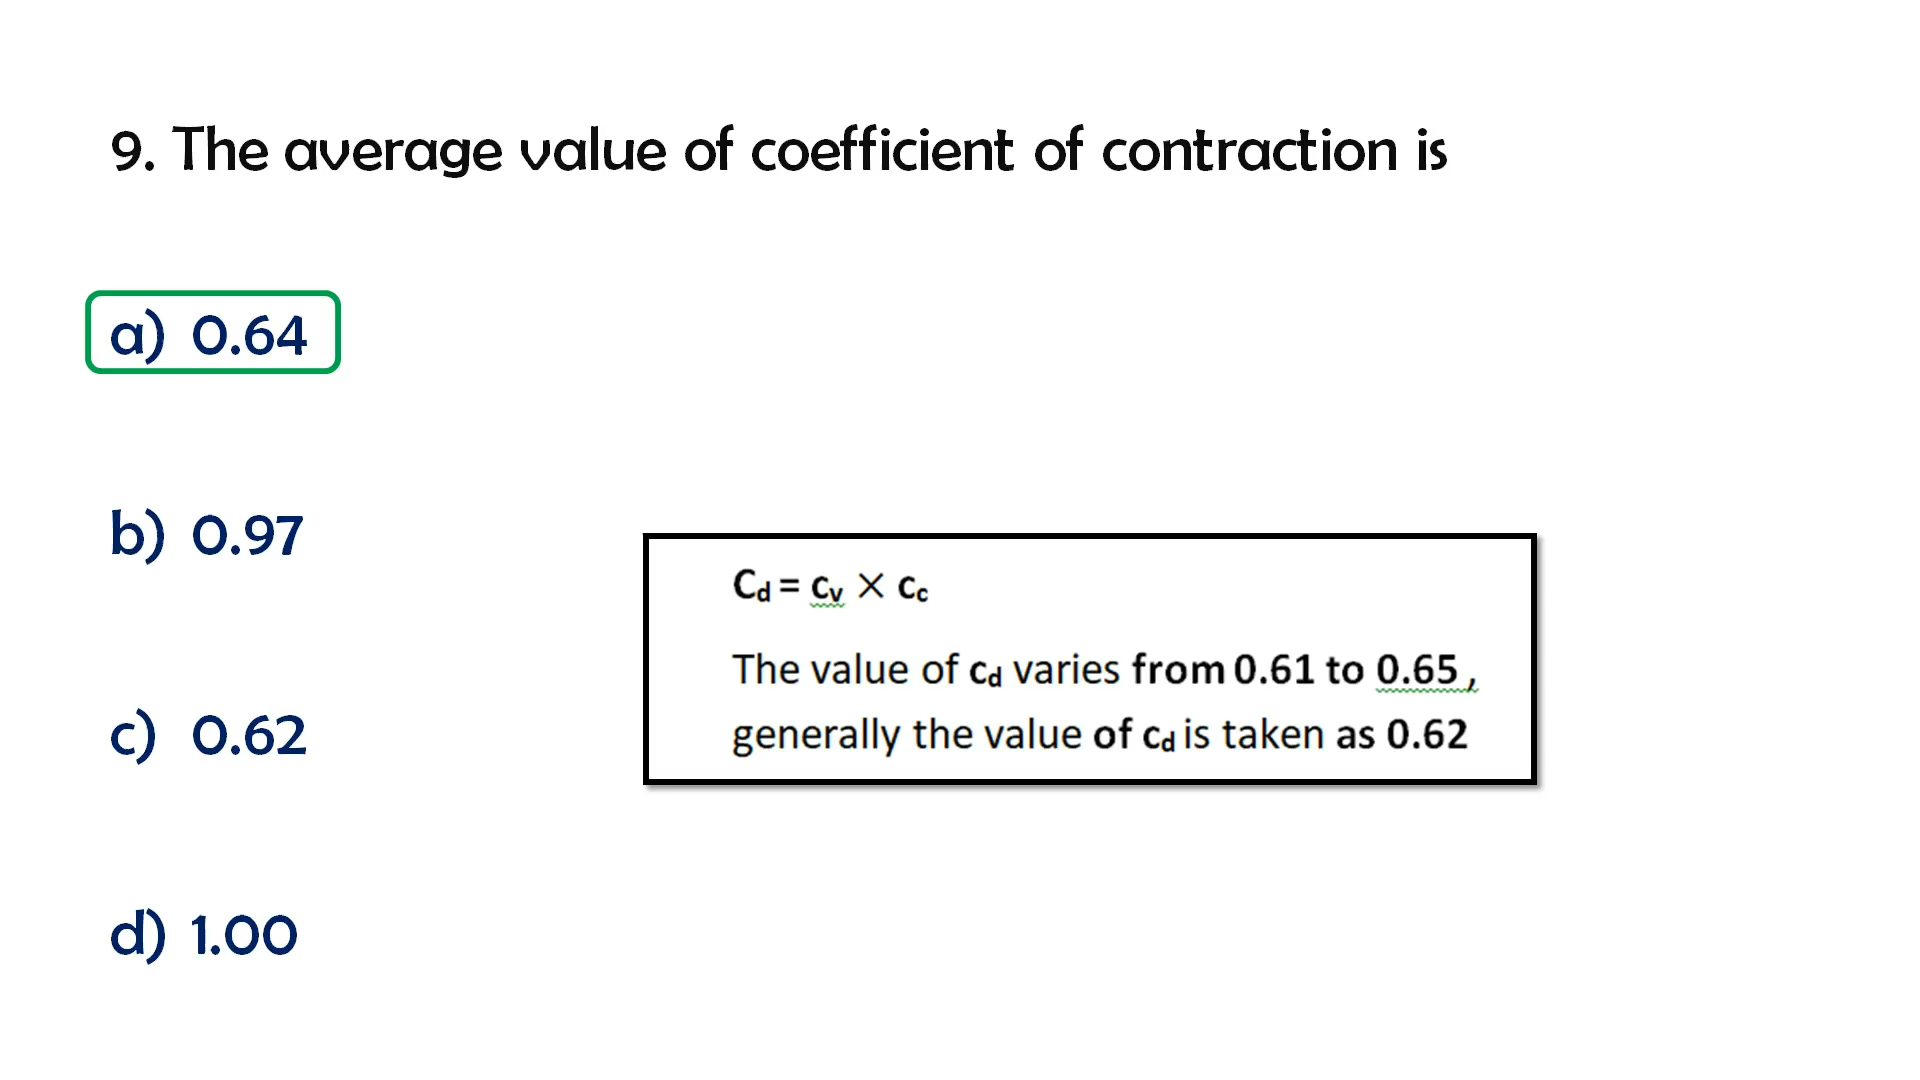 9. The average value of coefficient of contraction is
a) 0.64
b) 0.97
Cd = cv × cc
The value of cd varies from 0.61 to 0.65 ,
generally the value of cd is taken as 0.62
c) 0.62
d) 1.00